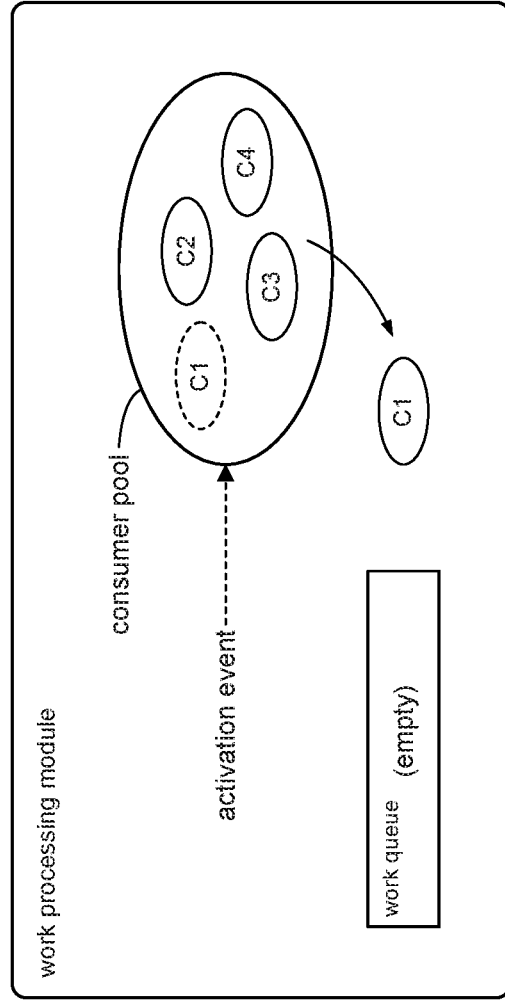 work processing module
consumer pool
C1
C2
C3
C4
activation event
C1
work queue
(empty)